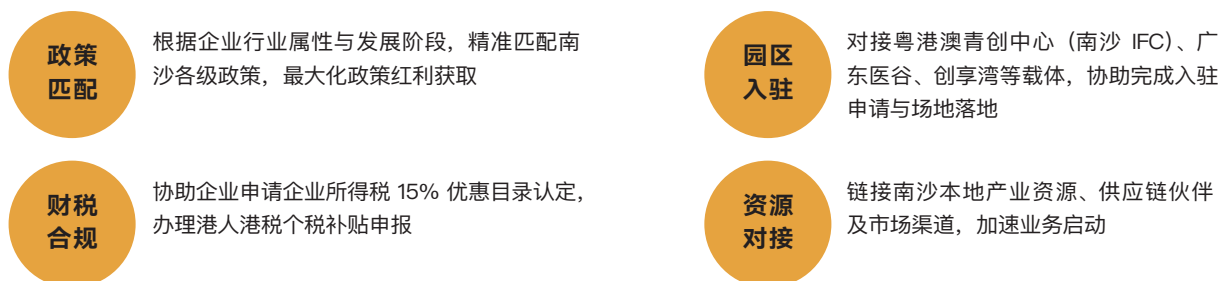 政策
匹配
根据企业行业属性与发展阶段，精准匹配南
沙各级政策，最大化政策红利获取
园区
入驻
对接粤港澳青创中心（南沙 IFC）、广
东医谷、创享湾等载体，协助完成入驻
申请与场地落地
财税
合规
协助企业申请企业所得税 15% 优惠目录认定，
办理港人港税个税补贴申报
资源
对接
链接南沙本地产业资源、供应链伙伴
及市场渠道，加速业务启动